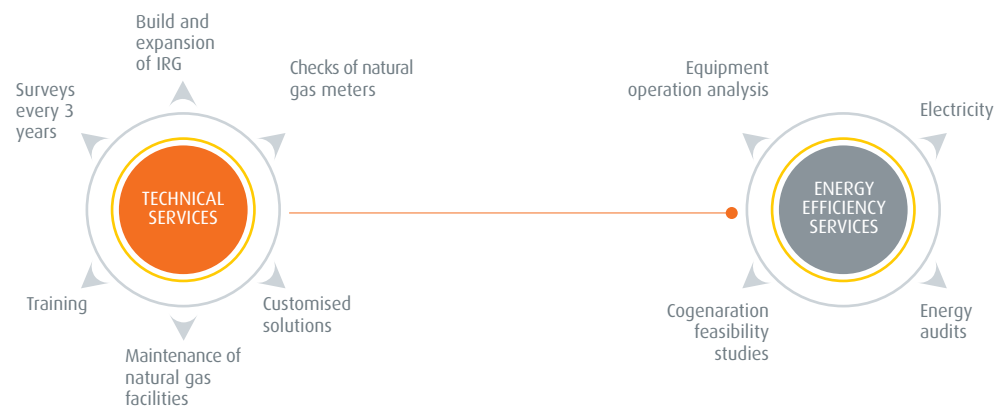 Build and
expansion
of IRG
Checks of natural
gas meters
Surveys
every 3
years
TECHNICAL
SERVICES
Training
Customised
solutions
Maintenance of
natural gas
facilities
Equipment
operation analysis
Electricity
ENERGY
EFFICIENCY
SERVICES
Cogenaration
feasibility
studies
Energy
audits